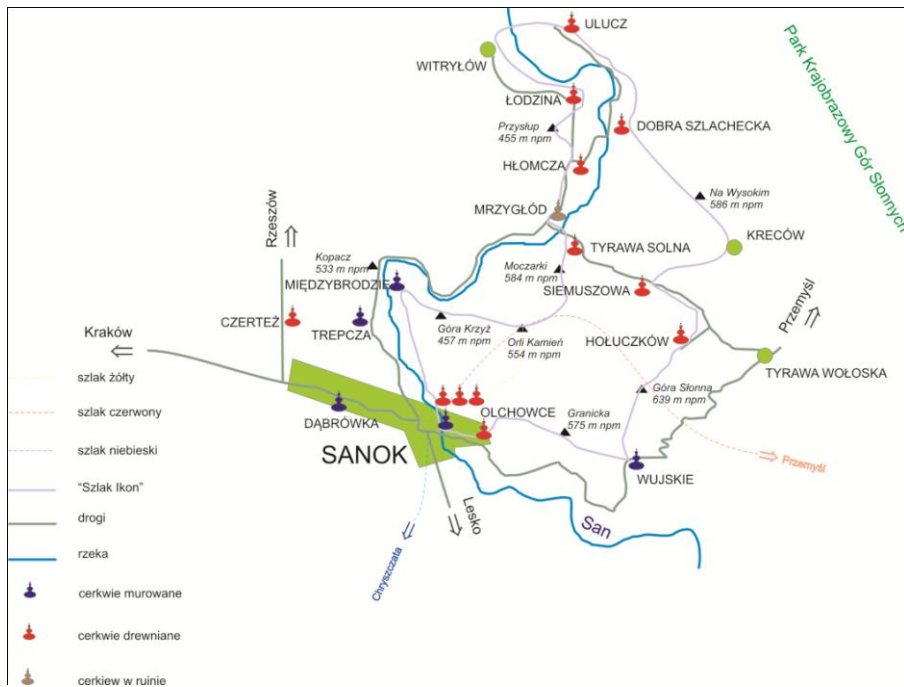 ULUCZ
WITRYŁÓW
ŁODZINA
Park Krajobrazowy Gór Słonnych
Przysłup
455 m npm
DOBRA SZLACHECKA
HŁOMCZA
Na Wysokim
586 m npm
MRZYGŁÓD
Rzeszów
TYRAWA SOLNA
KRECÓW
Kopacz
533 m npm
Moczarki
584 m npm
MIĘDZYBRODZIE
SIEMUSZOWA
CZERTEŻ
TREPCZA
Góra Krzyż
457 m npm
Orli Kamień
554 m npm
HOŁUCZKÓW
Przemyśl
Kraków
TYRAWA WOŁOSKA
szlak żółty
Góra Słonna
639 m npm
szlak czerwony
DĄBRÓWKA
OLCHOWCE
Granicka
575 m npm
SANOK
szlak niebieski
Przemyśl
WUJSKIE
"Szlak Ikon"
Lesko
drogi
San
rzeka
Chryszczata
cerkwie murowane
cerkwie drewniane
cerkiew w ruinie